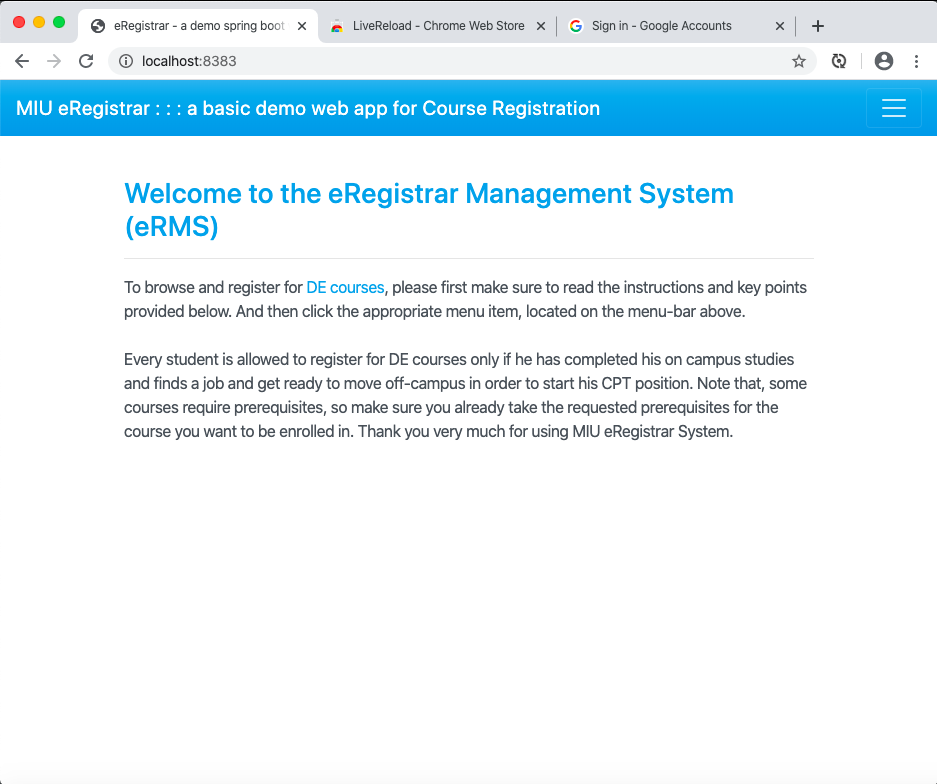 eRegistrar - a demo spring boot
LiveReload - Chrome Web Store
Sign in - Google Accounts
localhost:8383
MIU eRegistrar : : : a basic demo web app for Course Registration
Welcome to the eRegistrar Management System
(eRMS)
To browse and register for DE courses, please first make sure to read the instructions and key points
provided below. And then click the appropriate menu item, located on the menu-bar above.
Every student is allowed to register for DE courses only if he has completed his on campus studies
and finds a job and get ready to move off-campus in order to start his CPT position. Note that, some
courses require prerequisites, so make sure you already take the requested prerequisites for the
course you want to be enrolled in. Thank you very much for using MIU eRegistrar System.